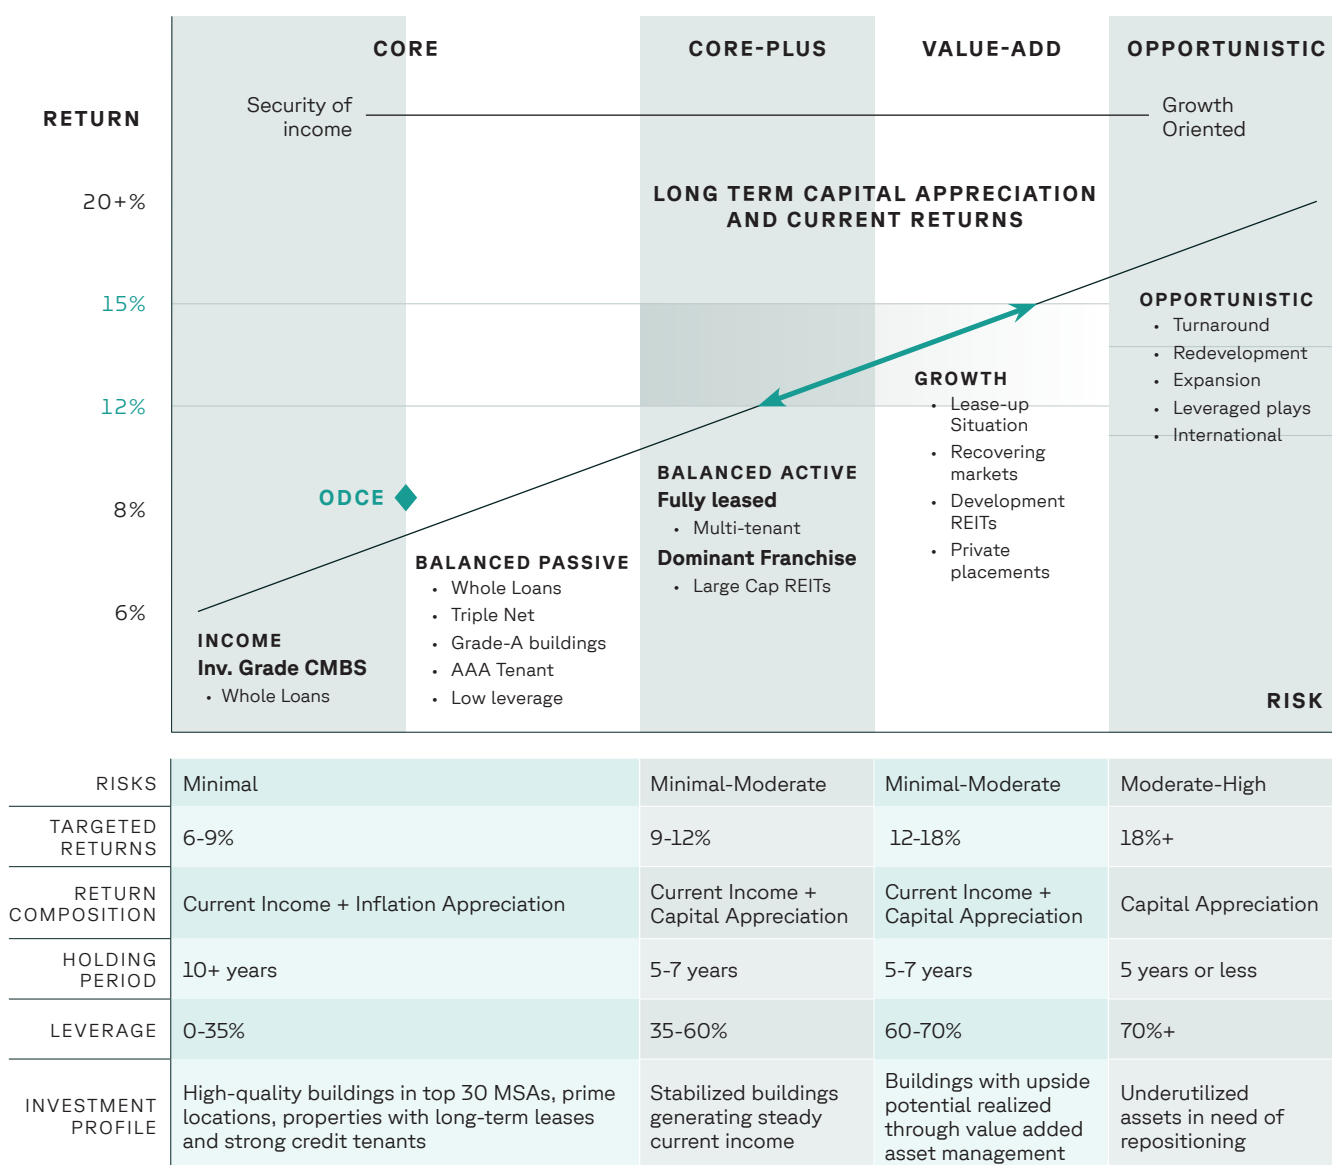 CORE
CORE-PLUS
VALUE-ADD
OPPORTUNISTIC
RETURN
Security of
income
Growth
Oriented
LONG TERM CAPITAL APPRECIATION
AND CURRENT RETURNS
20+%
15%
12%
8%
6%
ODCE
INCOME
Inv. Grade CMBS
• Whole Loans
BALANCED PASSIVE
• Whole Loans
• Triple Net
• Grade-A buildings
• AAA Tenant
• Low leverage
BALANCED ACTIVE
Fully leased
• Multi-tenant
Dominant Franchise
• Large Cap REITs
GROWTH
• Lease-up
Situation
• Recovering
markets
• Development
REITs
• Private
placements
OPPORTUNISTIC
• Turnaround
• Redevelopment
• Expansion
• Leveraged plays
• International
RISK
RISKS
Minimal
Minimal-Moderate
Minimal-Moderate
Moderate-High
TARGETED
RETURNS
6-9%
9-12%
12-18%
18%+
RETURN
COMPOSITION
Current Income + Inflation Appreciation
Current Income +
Capital Appreciation
Current Income +
Capital Appreciation
Capital Appreciation
HOLDING
PERIOD
10+ years
5-7 years
5-7 years
5 years or less
LEVERAGE
0-35%
35-60%
60-70%
70%+
INVESTMENT
PROFILE
High-quality buildings in top 30 MSAs, prime
locations, properties with long-term leases
and strong credit tenants
Stabilized buildings
generating steady
current income
Buildings with upside
potential realized
through value added
asset management
Underutilized
assets in need of
repositioning